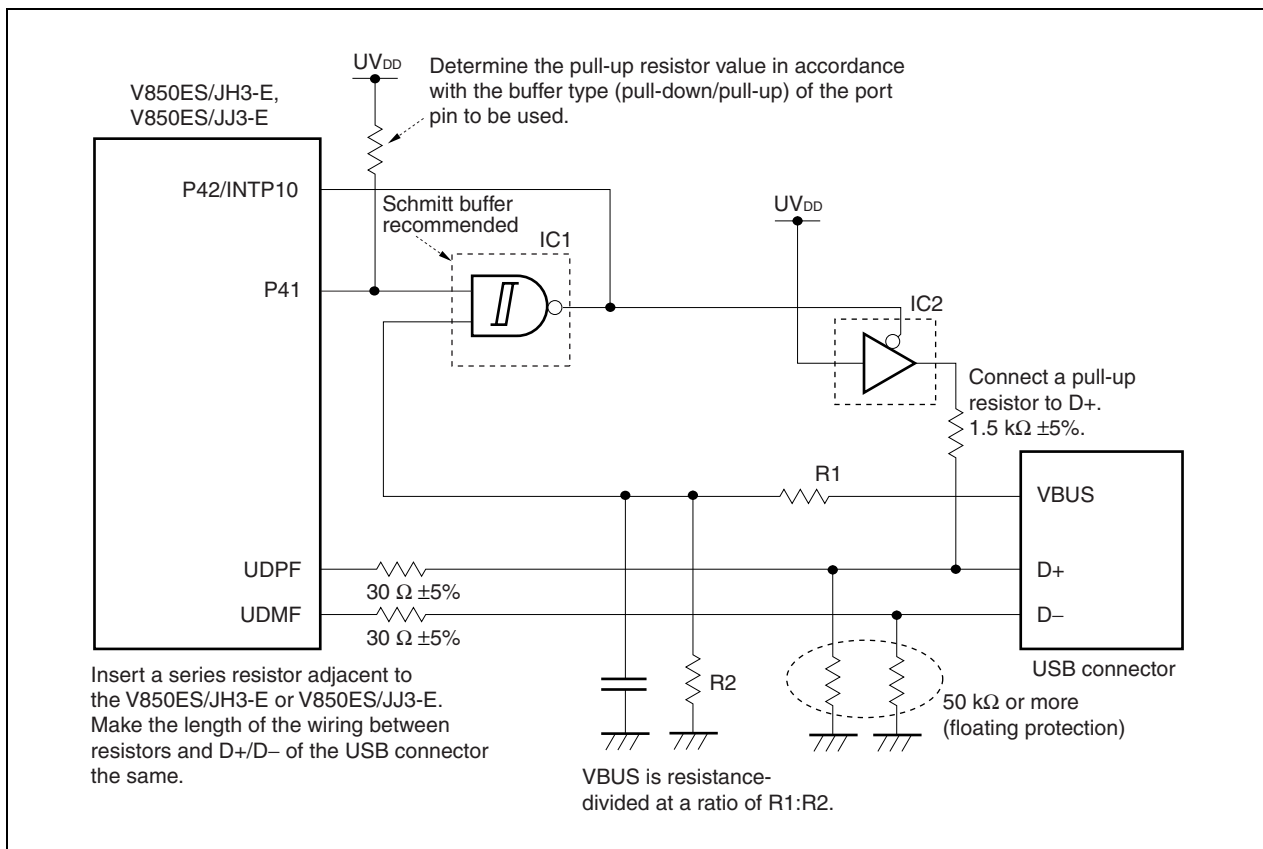 UVDD
Determine the pull-up resistor value in accordance
with the buffer type (pull-down/pull-up) of the port
pin to be used.
V850ES/JH3-E,
V850ES/JJ3-E
P42/INTP10
Schmitt buffer
recommended
IC1
UVDD
P41
IC2
Connect a pull-up
resistor to D+.
1.5 kΩ ±5%.
R1
VBUS
UDPF
30 Ω ±5%
D+
UDMF
30 Ω ±5%
D−
USB connector
Insert a series resistor adjacent to
the V850ES/JH3-E or V850ES/JJ3-E.
Make the length of the wiring between
resistors and D+/D− of the USB connector
the same.
R2
50 kΩ or more
(floating protection)
VBUS is resistance-
divided at a ratio of R1:R2.